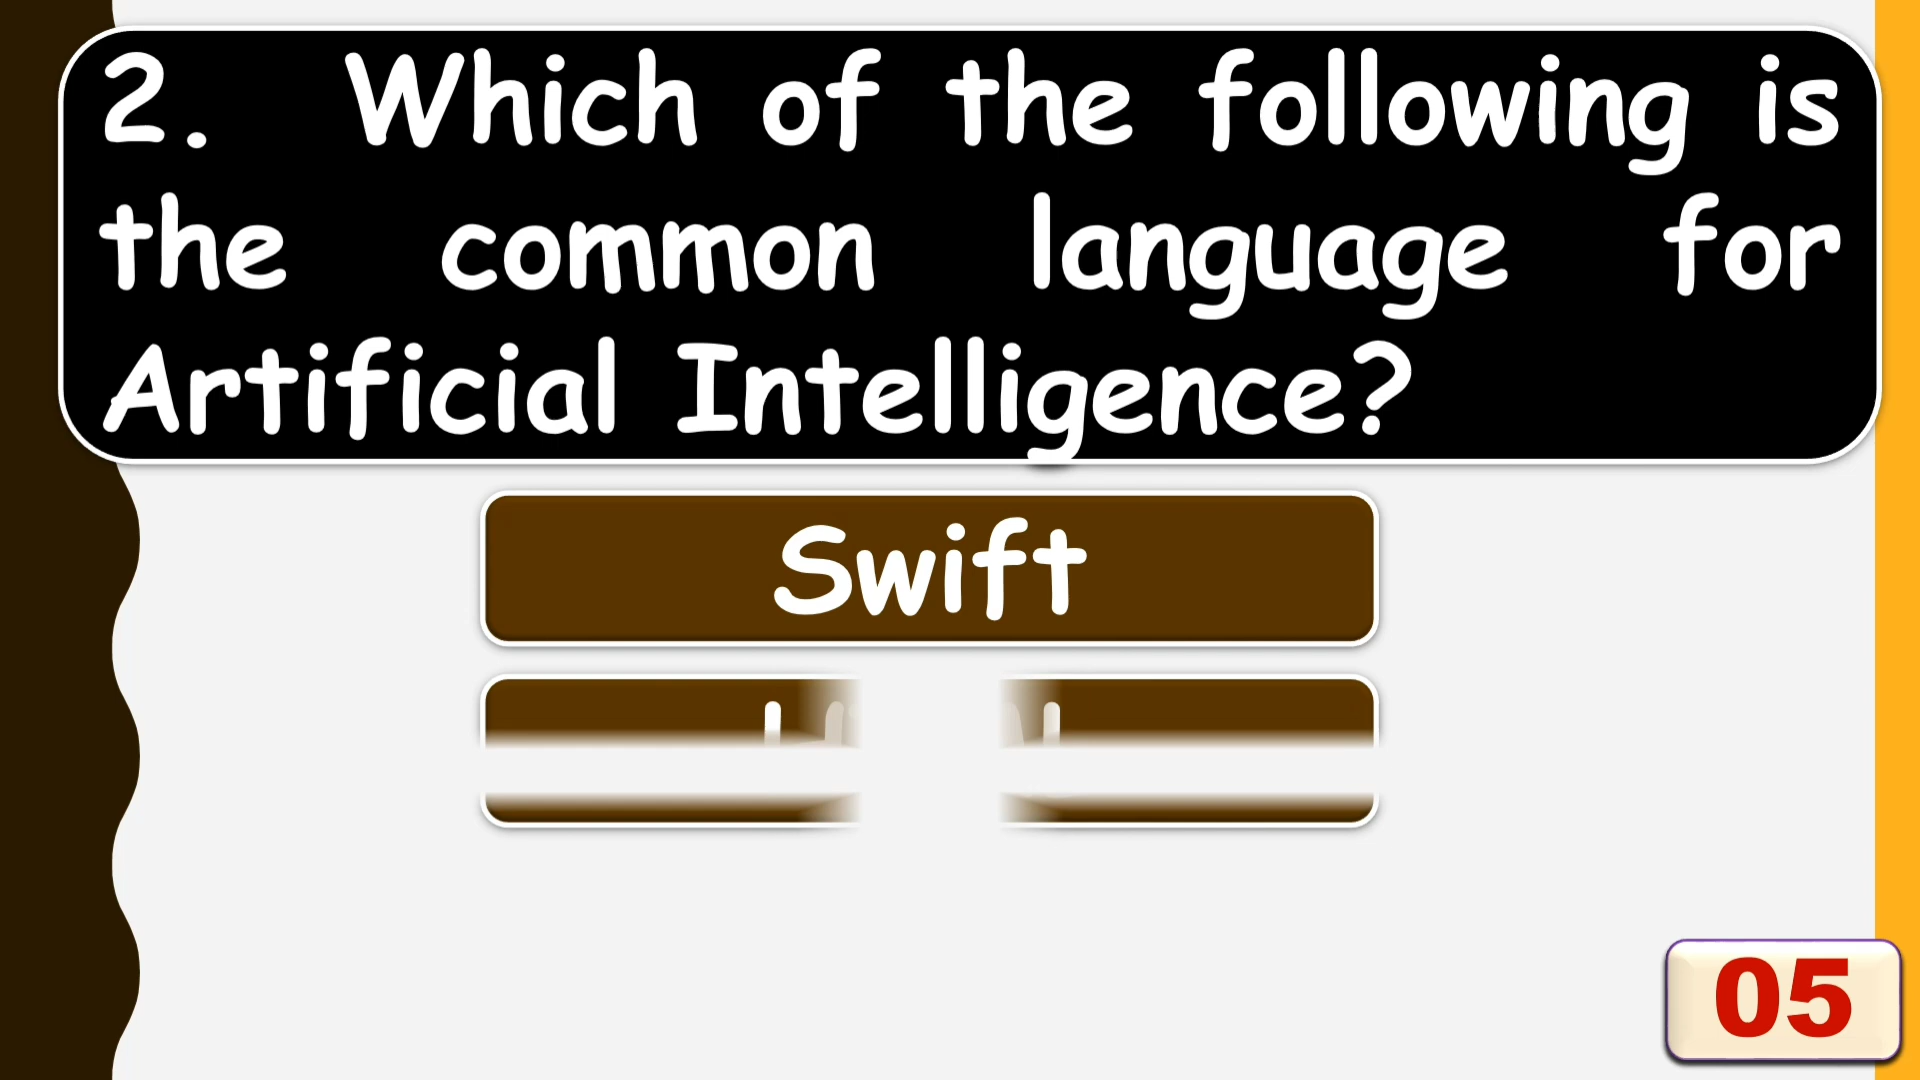 2. Which of the following is
the common language for
Artificial Intelligence?
Swift
05